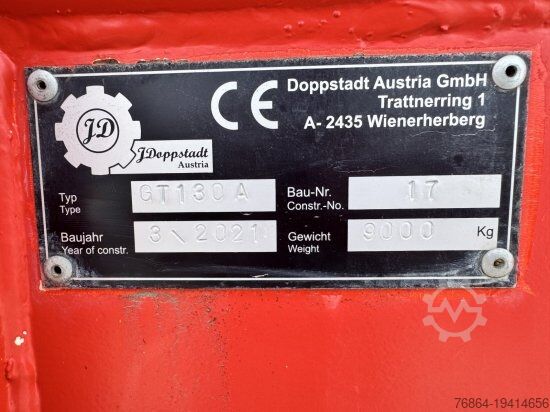 Doppstadt Austria GmbH
Trattnerring 1
A- 2435 Wienerherberg
CE
JD
JDoppstadt
Austria
Typ
Type
GT130A
Bau-Nr.
Constr.-No.
17
Baujahr
Year of constr.
3\2021
Gewicht
Weight
9000
Kg
76864-19414656